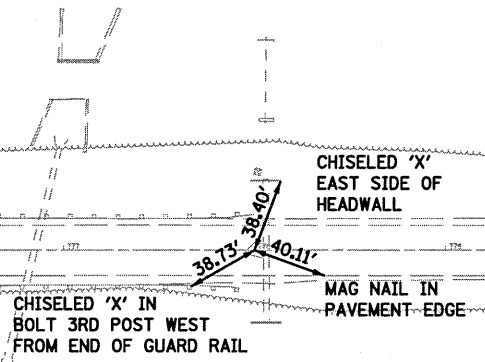 CHISELED 'X'
EAST SIDE OF
HEADWALL
38.40'
38.73'
40.11'
MAG NAIL IN
PAVEMENT EDGE
CHISELED 'X' IN
BOLT 3RD POST WEST
FROM END OF GUARD RAIL